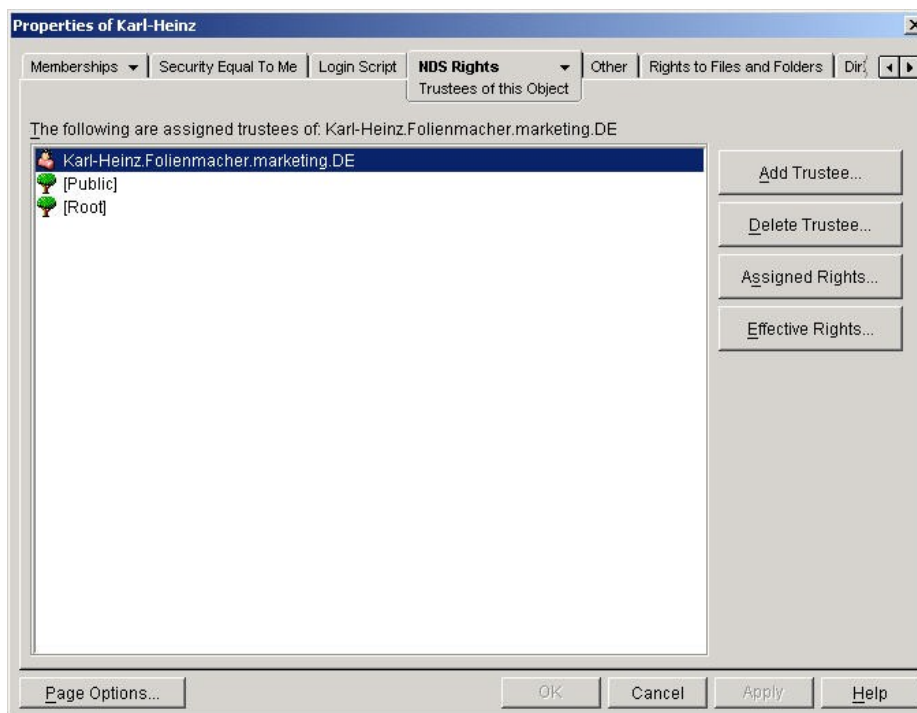 Properties of Karl-Heinz
Memberships Security Equal To Me Login Script NDS Rights Other Rights to Files and Folders
Trustees of this Object
The following are assigned trustees of: Karl-Heinz.Folienmacher.marketing.DE
Karl-Heinz.Folienmacher.marketing.DE
[Public]
[Root]
Add Trustee...
Delete Trustee...
Assigned Rights...
Effective Rights...
Page Options... OK Cancel Apply Help